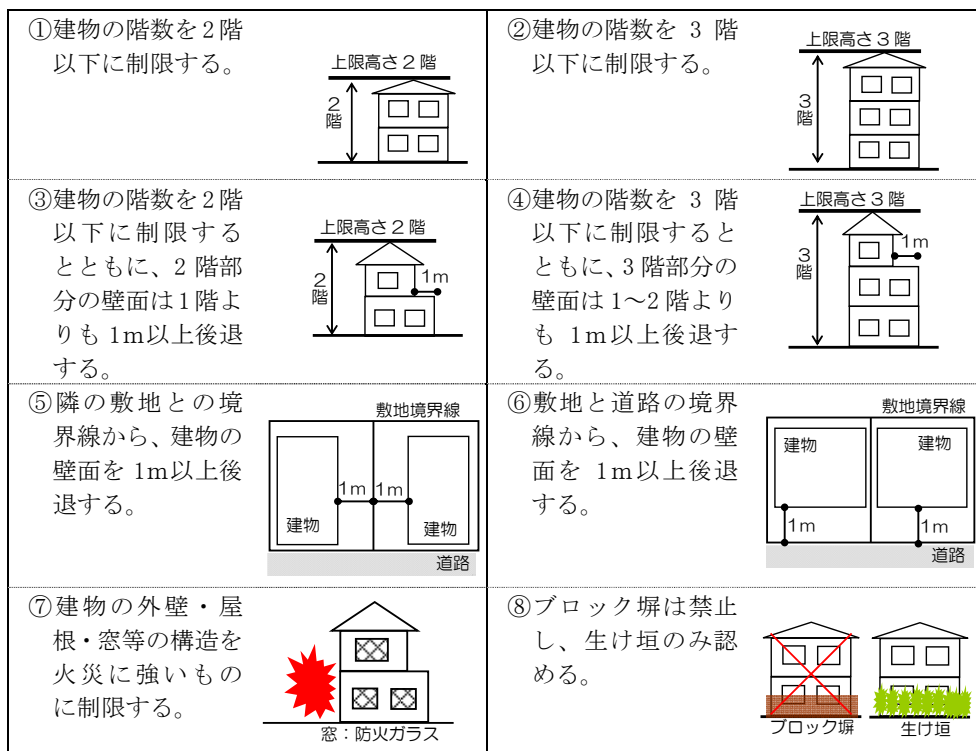 ①建物の階数を2階
以下に制限する。
上限高さ2階
2階
②建物の階数を 3 階
以下に制限する。
上限高さ3階
3階
③建物の階数を2階
以下に制限する
とともに、2 階部
分の壁面は1階よ
りも 1m以上後退
する。
上限高さ2階
2階
1m
④建物の階数を 3 階
以下に制限すると
ともに、3 階部分の
壁面は 1~2 階より
も 1m以上後退す
る。
上限高さ3階
3階
1m
⑤隣の敷地との境
界線から、建物の
壁面を 1m以上後
退する。
敷地境界線
1m 1m
建物 建物
道路
⑥敷地と道路の境界
線から、建物の壁
面を 1m以上後退
する。
敷地境界線
建物 建物
1m 1m
道路
⑦建物の外壁・屋
根・窓等の構造を
火災に強いもの
に制限する。
窓:防火ガラス
⑧ブロック塀は禁止
し、生け垣のみ認
める。
ブロック塀 生け垣